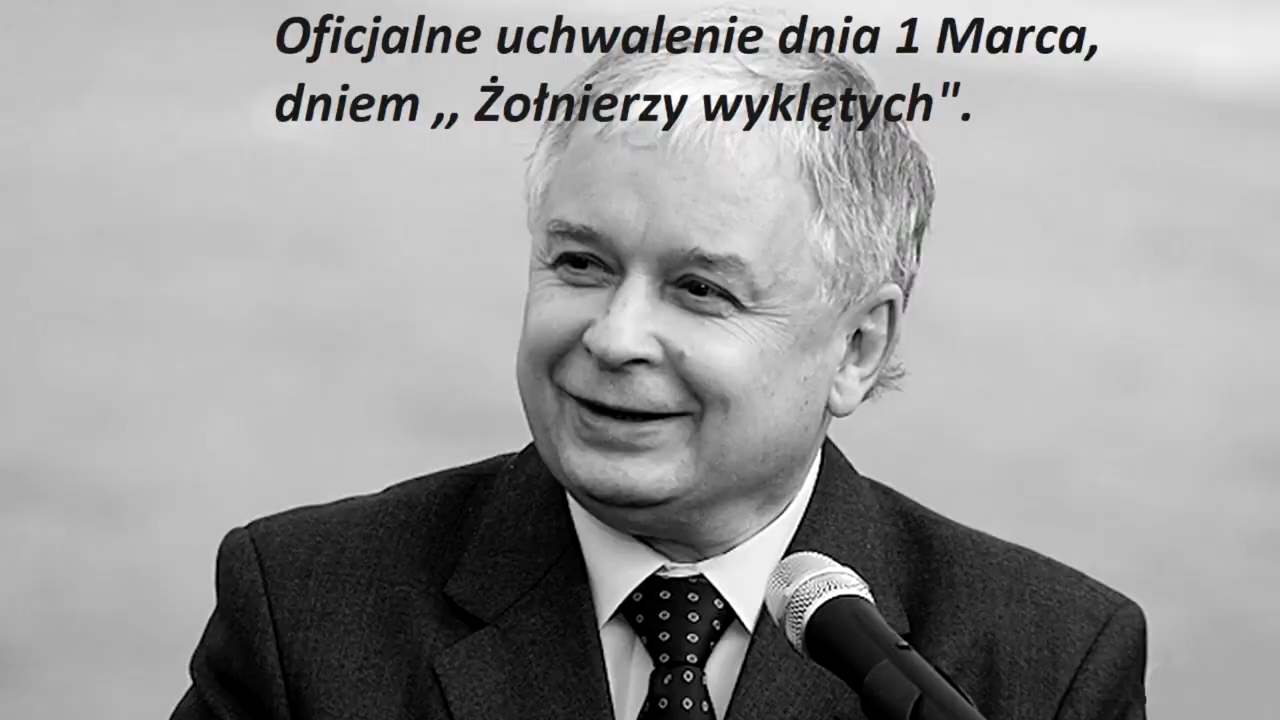 Oficjalne uchwalenie dnia 1 Marca,
dniem ,, Żołnierzy wyklętych".